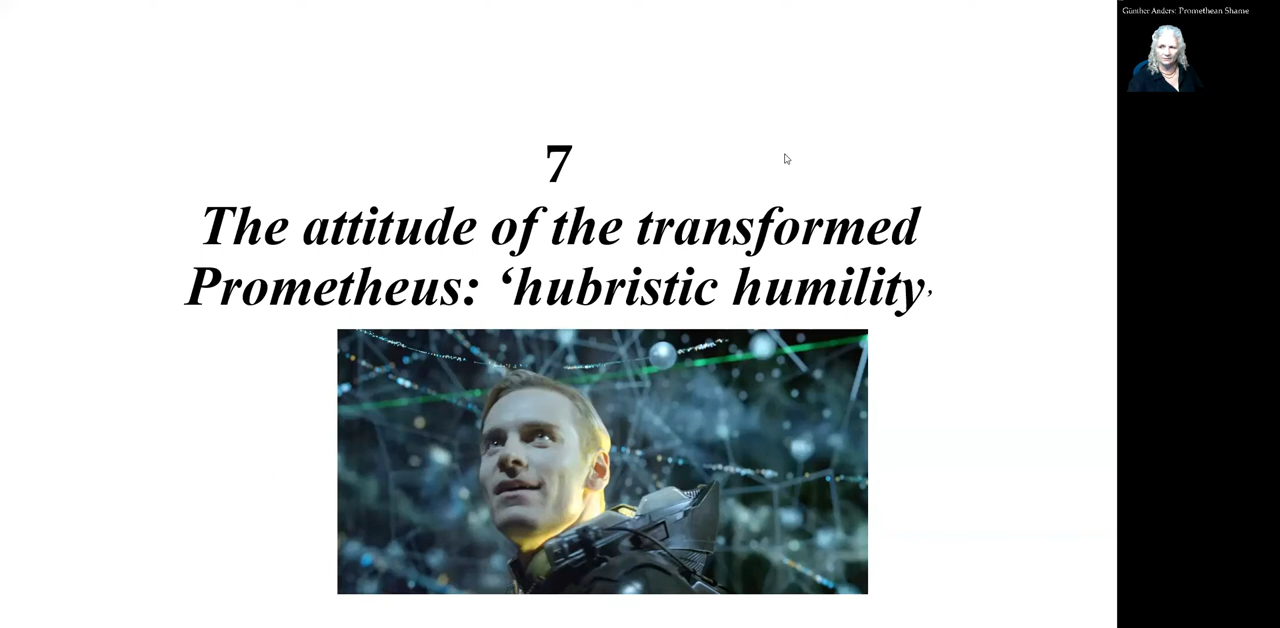 Günther Anders: Promethean Shame
7
The attitude of the transformed
Prometheus: ‘hubristic humility’